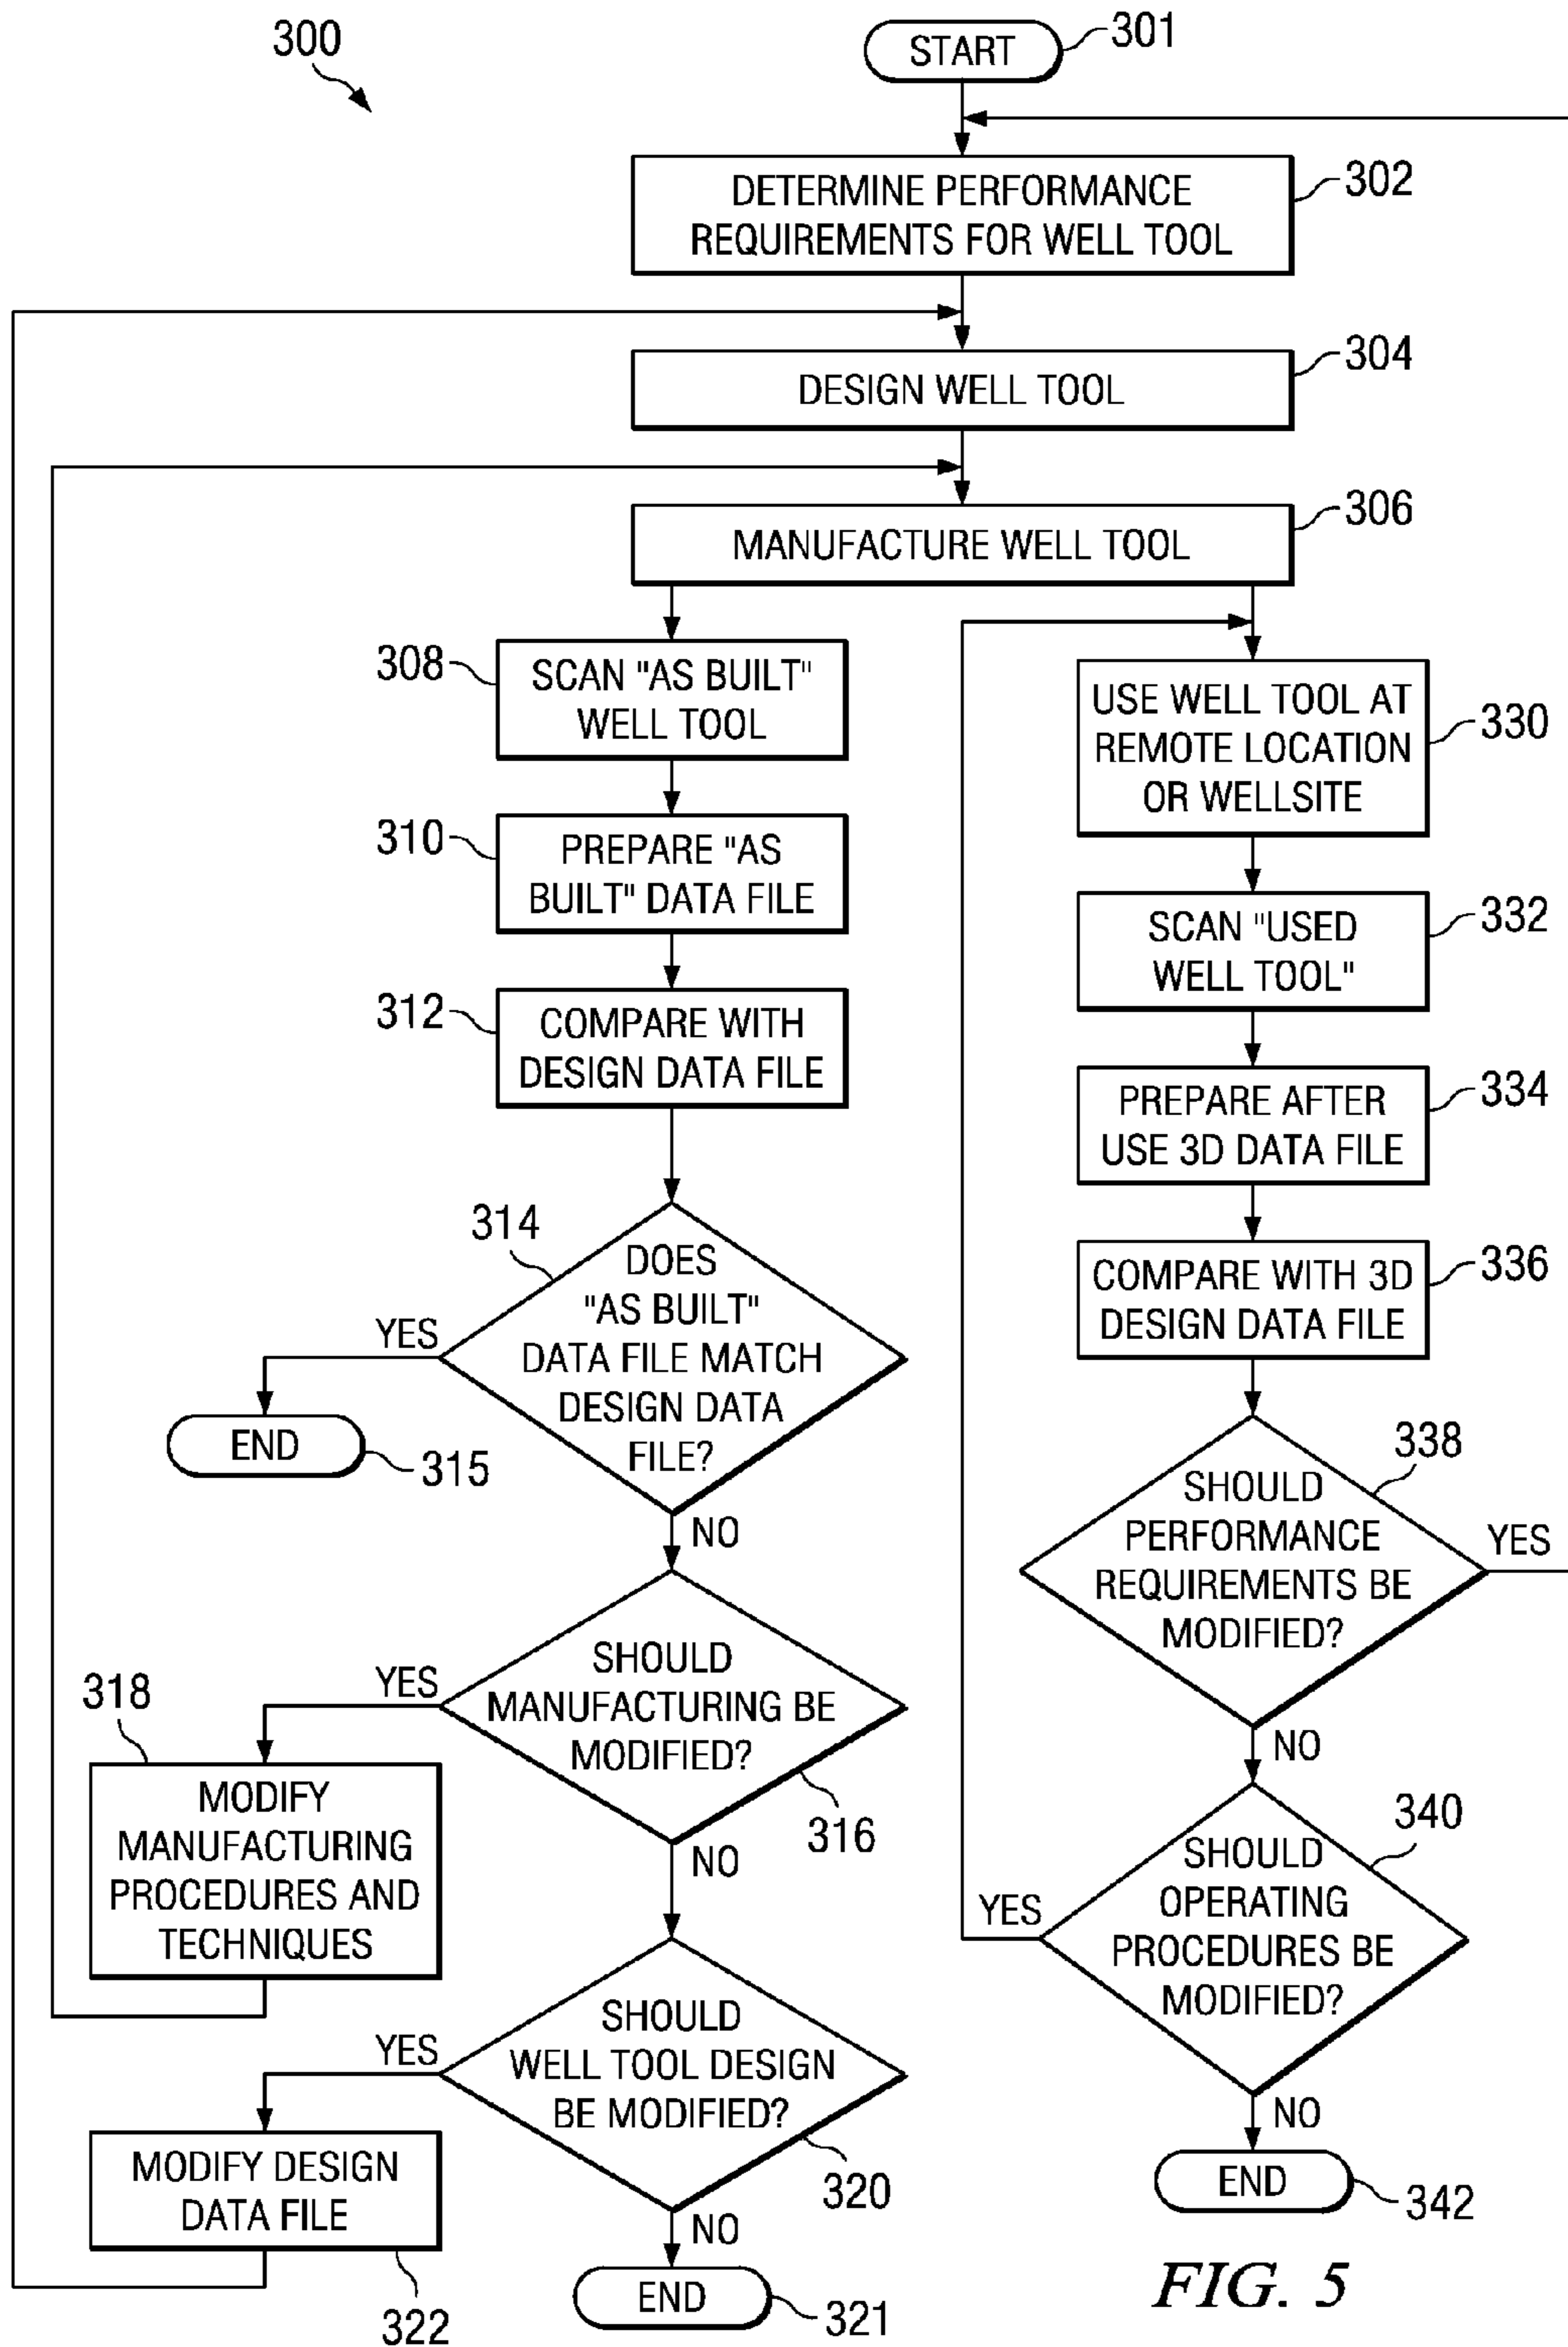 300
START
301
DETERMINE PERFORMANCE
REQUIREMENTS FOR WELL TOOL
302
DESIGN WELL TOOL
304
MANUFACTURE WELL TOOL
306
308
SCAN "AS BUILT"
WELL TOOL
310
PREPARE "AS
BUILT" DATA FILE
312
COMPARE WITH
DESIGN DATA FILE
314
DOES
"AS BUILT"
DATA FILE MATCH
DESIGN DATA
FILE?
YES
END
315
NO
SHOULD
MANUFACTURING BE
MODIFIED?
316
YES
318
MODIFY
MANUFACTURING
PROCEDURES AND
TECHNIQUES
NO
SHOULD
WELL TOOL DESIGN
BE MODIFIED?
320
YES
MODIFY DESIGN
DATA FILE
322
NO
END
321
USE WELL TOOL AT
REMOTE LOCATION
OR WELLSITE
330
SCAN "USED
WELL TOOL"
332
PREPARE AFTER
USE 3D DATA FILE
334
COMPARE WITH 3D
DESIGN DATA FILE
336
338
SHOULD
PERFORMANCE
REQUIREMENTS BE
MODIFIED?
YES
NO
340
SHOULD
OPERATING
PROCEDURES BE
MODIFIED?
YES
NO
END
342
FIG. 5